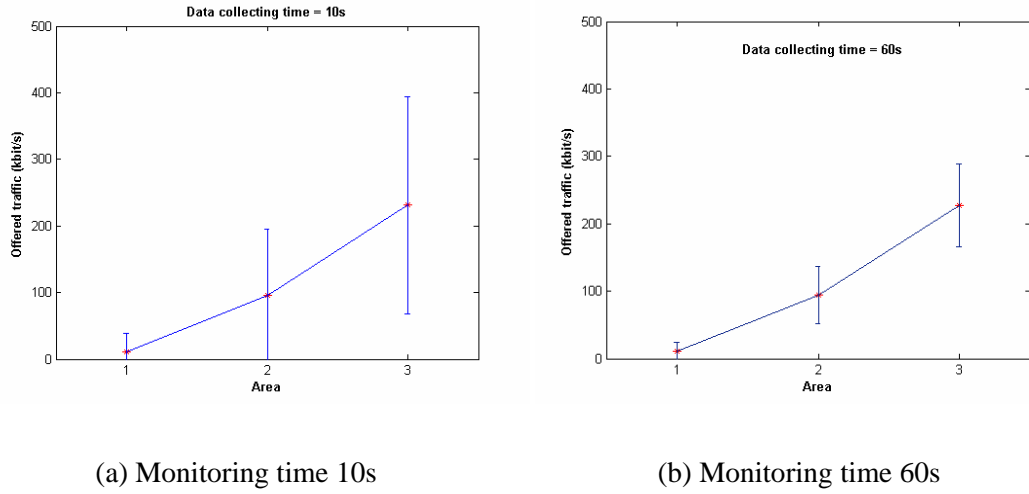 Data collecting time = 10s
500
400
300
200
100
0
Offered traffic (kbit/s)
1
2
3
Area
(a) Monitoring time 10s
500
Data collecting time = 60s
400
300
200
100
0
Offered traffic (kbit/s)
1
2
3
Area
(b) Monitoring time 60s